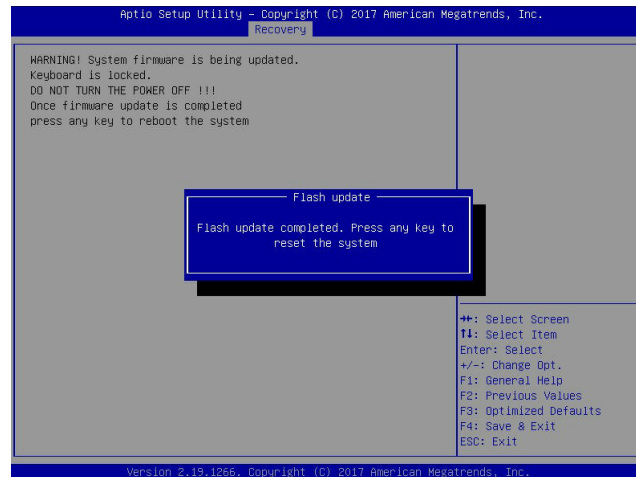 Aptio Setup Utility – Copyright (C) 2017 American Megatrends, Inc.
Recovery
WARNING! System firmware is being updated.
Keyboard is locked.
DO NOT TURN THE POWER OFF !!!
Once firmware update is completed
press any key to reboot the system
Flash update
Flash update completed. Press any key to
reset the system
→←: Select Screen
↑↓: Select Item
Enter: Select
+/-: Change Opt.
F1: General Help
F2: Previous Values
F3: Optimized Defaults
F4: Save & Exit
ESC: Exit
Version 2.19.1266. Copyright (C) 2017 American Megatrends, Inc.